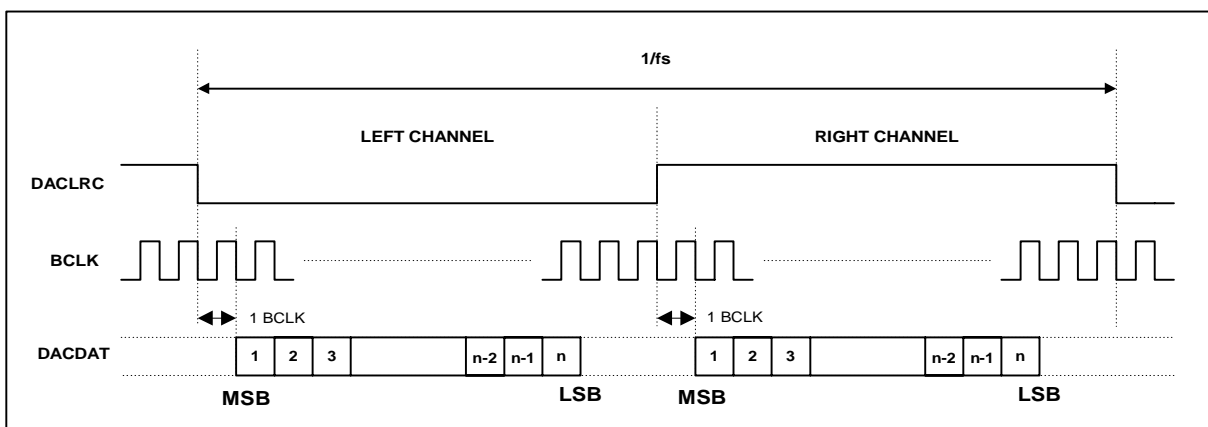 1/fs
LEFT CHANNEL RIGHT CHANNEL
DACLRC
BCLK
1 BCLK 1 BCLK
DACDAT 1 2 3 n-2 n-1 n 1 2 3 n-2 n-1 n
MSB LSB MSB LSB